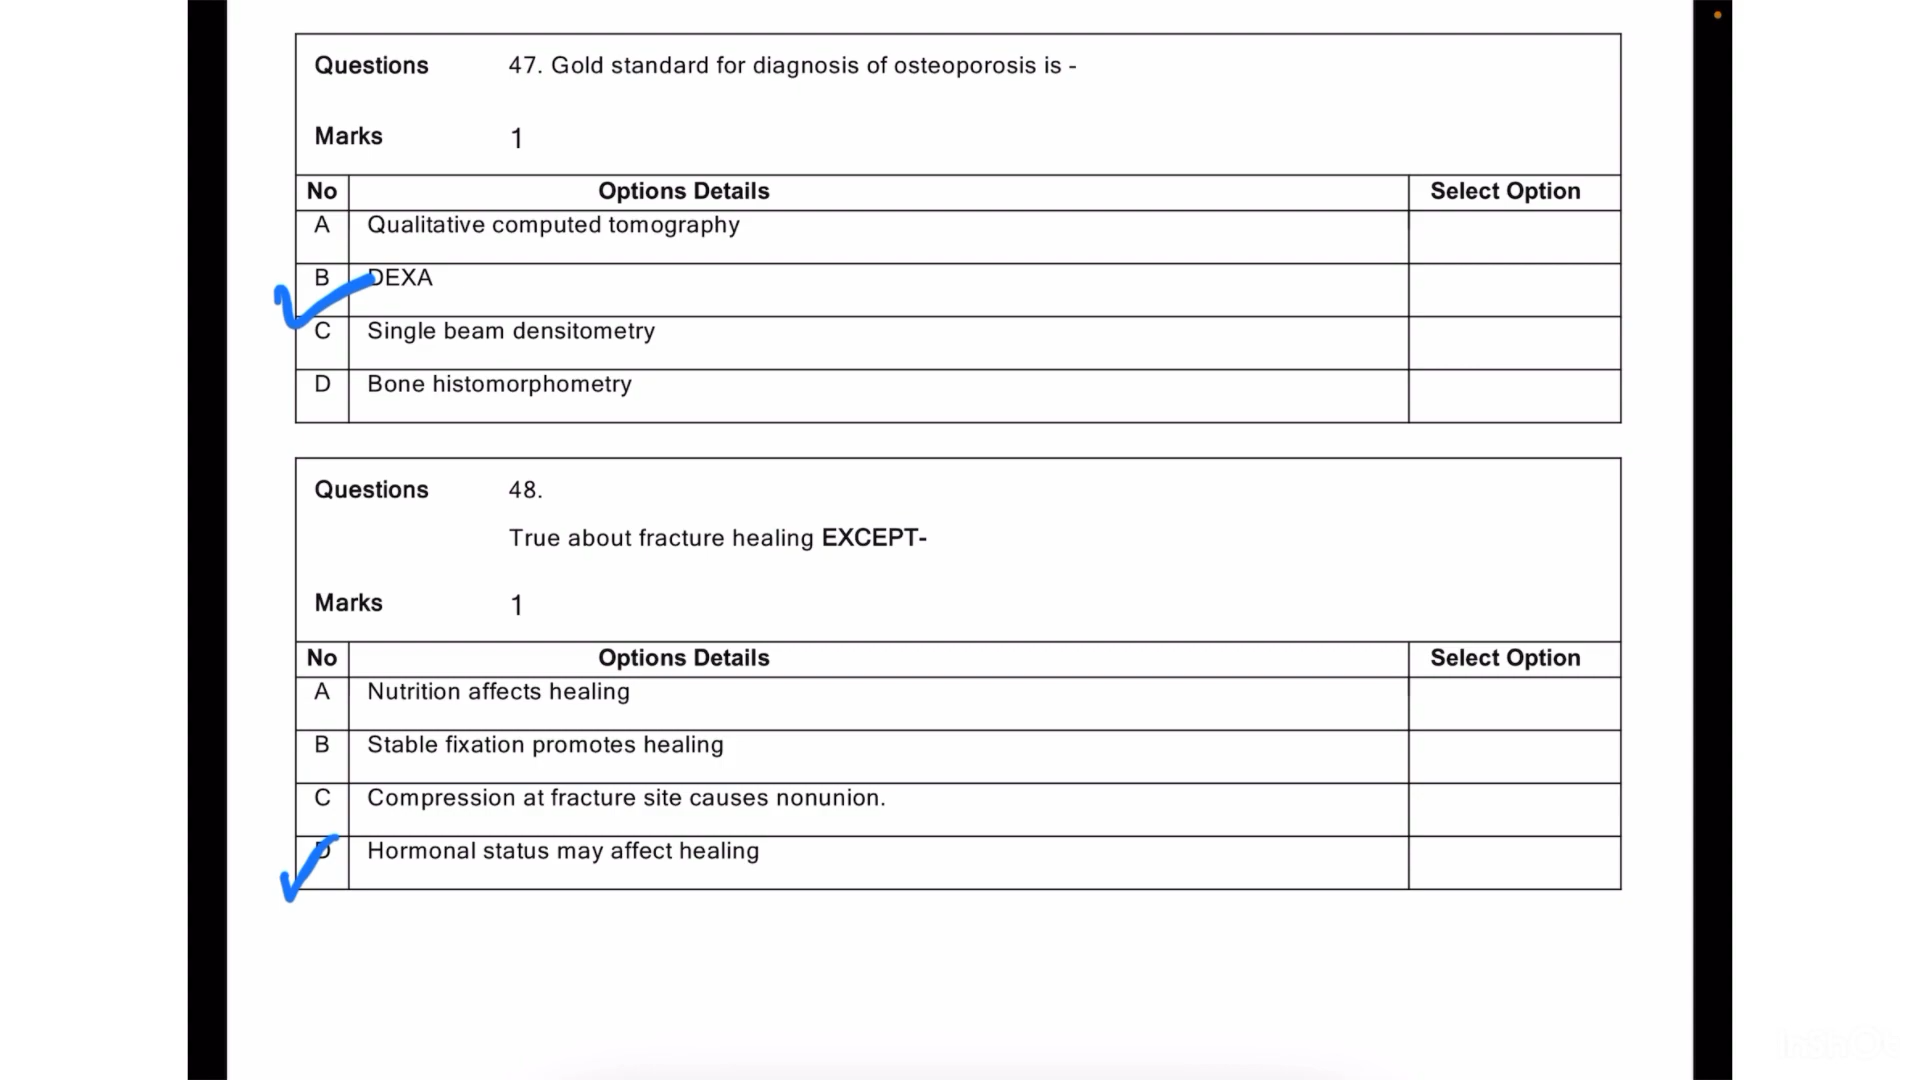 Questions 47. Gold standard for diagnosis of osteoporosis is -
Marks 1
No Options Details Select Option
A Qualitative computed tomography
B DEXA
C Single beam densitometry
D Bone histomorphometry
Questions 48.
True about fracture healing EXCEPT-
Marks 1
No Options Details Select Option
A Nutrition affects healing
B Stable fixation promotes healing
C Compression at fracture site causes nonunion.
D Hormonal status may affect healing